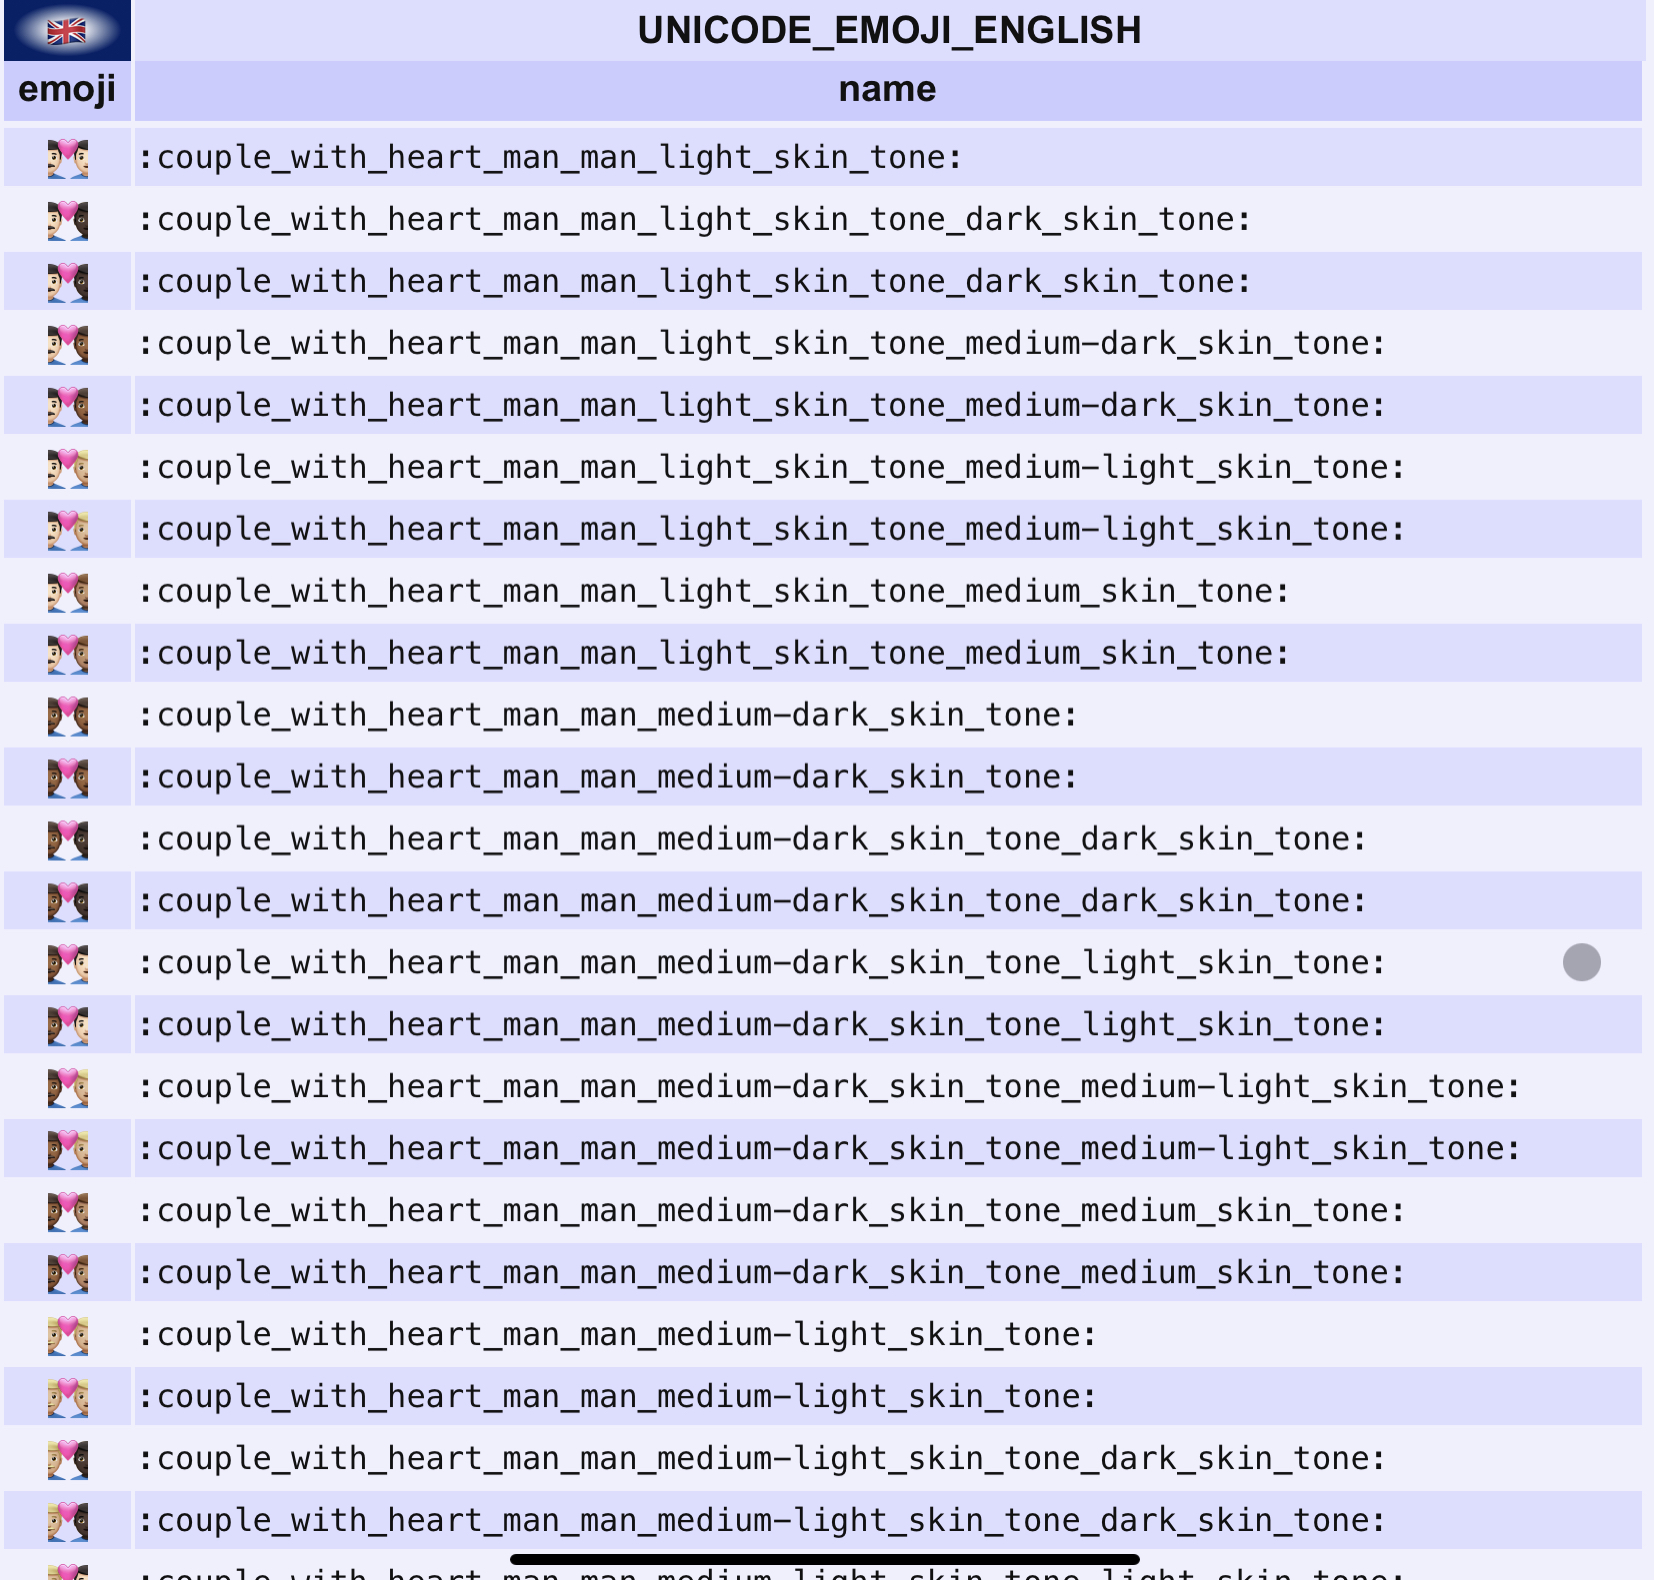 UNICODE_EMOJI_ENGLISH
emoji name
:couple_with_heart_man_man_light_skin_tone:
:couple_with_heart_man_man_light_skin_tone_dark_skin_tone:
:couple_with_heart_man_man_light_skin_tone_dark_skin_tone:
:couple_with_heart_man_man_light_skin_tone_medium-dark_skin_tone:
:couple_with_heart_man_man_light_skin_tone_medium-dark_skin_tone:
:couple_with_heart_man_man_light_skin_tone_medium-light_skin_tone:
:couple_with_heart_man_man_light_skin_tone_medium-light_skin_tone:
:couple_with_heart_man_man_light_skin_tone_medium_skin_tone:
:couple_with_heart_man_man_light_skin_tone_medium_skin_tone:
:couple_with_heart_man_man_medium-dark_skin_tone:
:couple_with_heart_man_man_medium-dark_skin_tone:
:couple_with_heart_man_man_medium-dark_skin_tone_dark_skin_tone:
:couple_with_heart_man_man_medium-dark_skin_tone_dark_skin_tone:
:couple_with_heart_man_man_medium-dark_skin_tone_light_skin_tone:
:couple_with_heart_man_man_medium-dark_skin_tone_light_skin_tone:
:couple_with_heart_man_man_medium-dark_skin_tone_medium-light_skin_tone:
:couple_with_heart_man_man_medium-dark_skin_tone_medium-light_skin_tone:
:couple_with_heart_man_man_medium-dark_skin_tone_medium_skin_tone:
:couple_with_heart_man_man_medium-dark_skin_tone_medium_skin_tone:
:couple_with_heart_man_man_medium-light_skin_tone:
:couple_with_heart_man_man_medium-light_skin_tone:
:couple_with_heart_man_man_medium-light_skin_tone_dark_skin_tone:
:couple_with_heart_man_man_medium-light_skin_tone_dark_skin_tone: